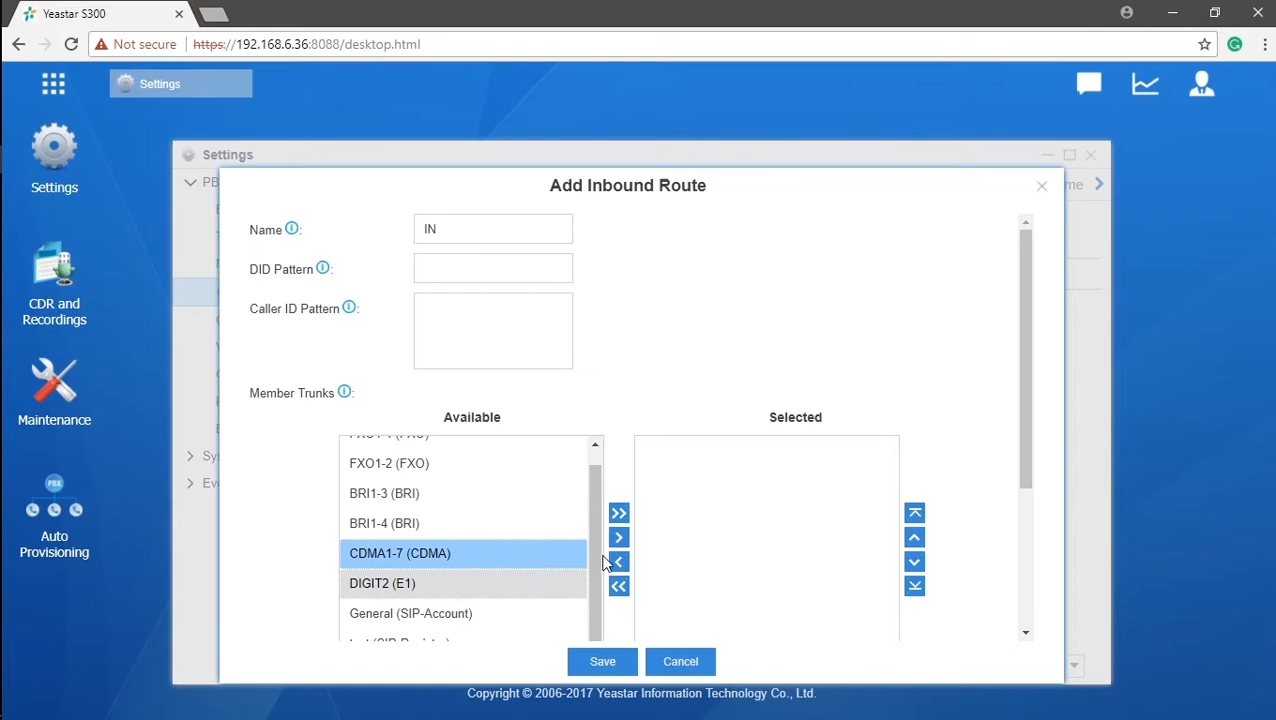 Yeastar S300
Not secure
https://192.168.6.36:8088/desktop.html
Settings
Settings
CDR and
Recordings
Maintenance
PBX
Auto
Provisioning
Settings
Add Inbound Route
Name :
IN
DID Pattern :
Caller ID Pattern :
Member Trunks :
Available
Selected
FXO1-2 (FXO)
BRI1-3 (BRI)
BRI1-4 (BRI)
CDMA1-7 (CDMA)
DIGIT2 (E1)
General (SIP-Account)
Save
Cancel
Copyright © 2006-2017 Yeastar Information Technology Co., Ltd.